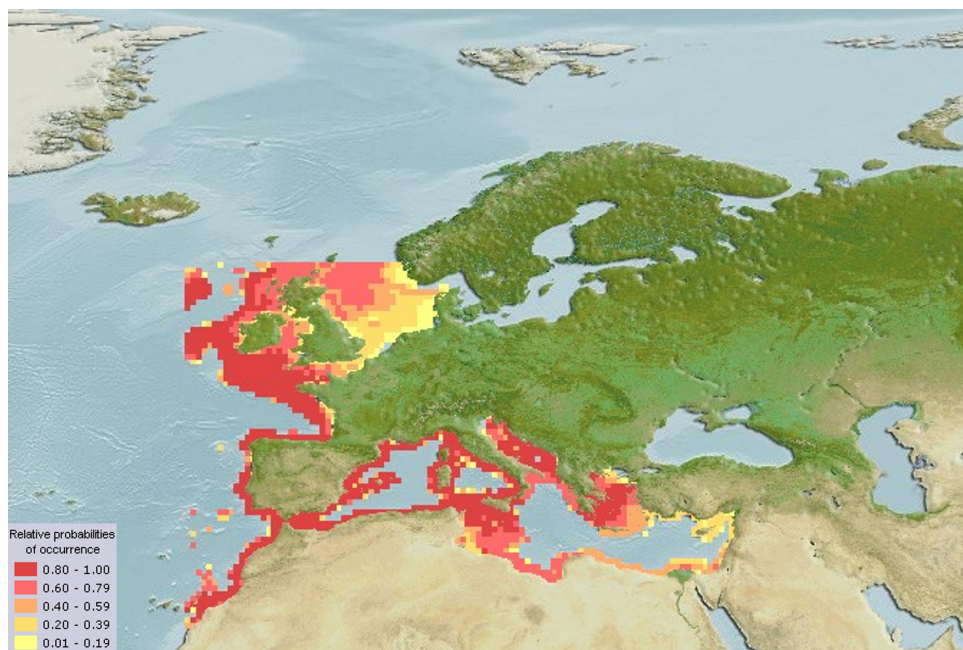 Relative probabilities
of occurrence
0.80 - 1.00
0.60 - 0.79
0.40 - 0.59
0.20 - 0.39
0.01 - 0.19